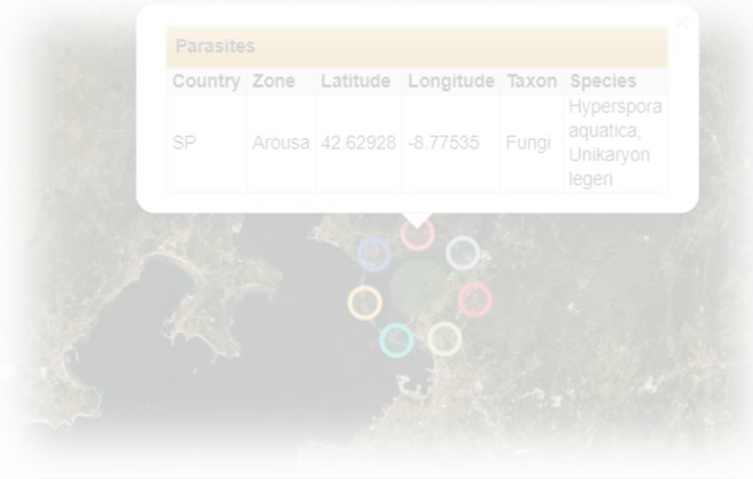 Parasites
Country Zone Latitude Longitude Taxon Species
SP Arousa 42.62928 -8.77535 Fungi Hyperspora
aquatica,
Unikaryon
legeri